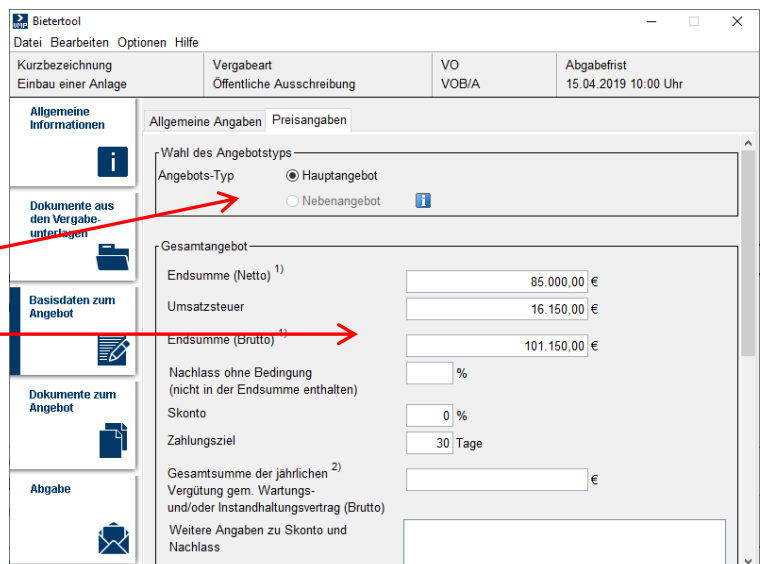 Bietertool
Datei Bearbeiten Optionen Hilfe
Kurzbezeichnung Vergabeart VO Abgabefrist
Einbau einer Anlage Öffentliche Ausschreibung VOB/A 15.04.2019 10:00 Uhr
Allgemeine
Informationen
Dokumente aus
den Vergabe-
unterlagen
Basisdaten zum
Angebot
Dokumente zum
Angebot
Abgabe
Allgemeine Angaben Preisangaben
Wahl des Angebotstyps
Angebots-Typ Hauptangebot
Nebenangebot
Gesamtangebot
Endsumme (Netto) 1) 85.000,00 €
Umsatzsteuer 16.150,00 €
Endsumme (Brutto) 1) 101.150,00 €
Nachlass ohne Bedingung %
(nicht in der Endsumme enthalten)
Skonto 0 %
Zahlungsziel 30 Tage
Gesamtsumme der jährlichen 2) €
Vergütung gem. Wartungs-
und/oder Instandhaltungsvertrag (Brutto)
Weitere Angaben zu Skonto und
Nachlass